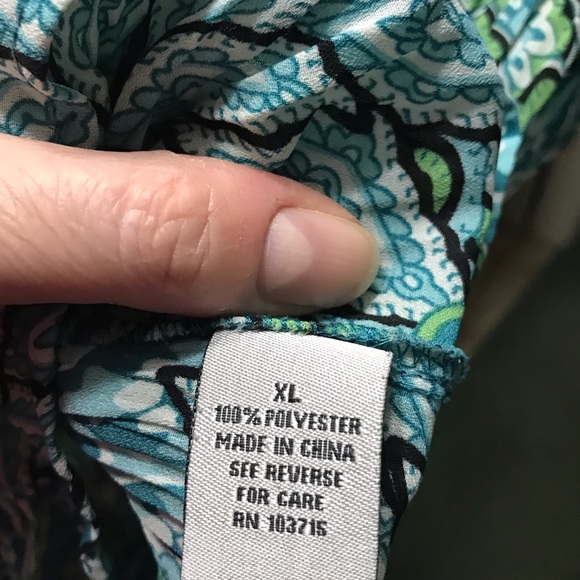 XL
100% POLYESTER
MADE IN CHINA
SEE REVERSE
FOR CARE
RN 103715